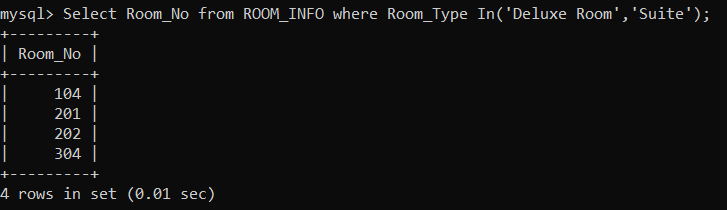 mysql> Select Room_No from ROOM_INFO where Room_Type In('Deluxe Room','Suite');
+---------+
| Room_No |
+---------+
|     104 |
|     201 |
|     202 |
|     304 |
+---------+
4 rows in set (0.01 sec)